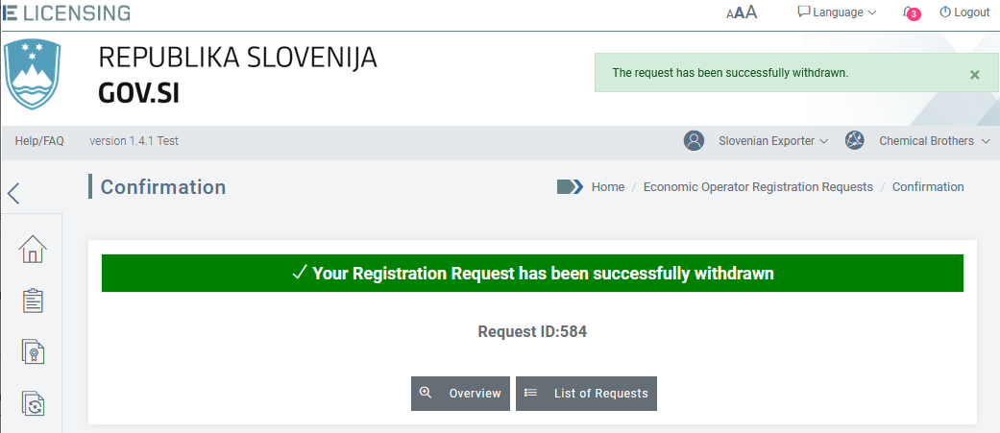 E LICENSING
AAA
Language
3
Logout
REPUBLIKA SLOVENIJA
GOV.SI
The request has been successfully withdrawn.
Help/FAQ
version 1.4.1 Test
Slovenian Exporter
Chemical Brothers
Confirmation
Home / Economic Operator Registration Requests / Confirmation
Your Registration Request has been successfully withdrawn
Request ID:584
Overview
List of Requests